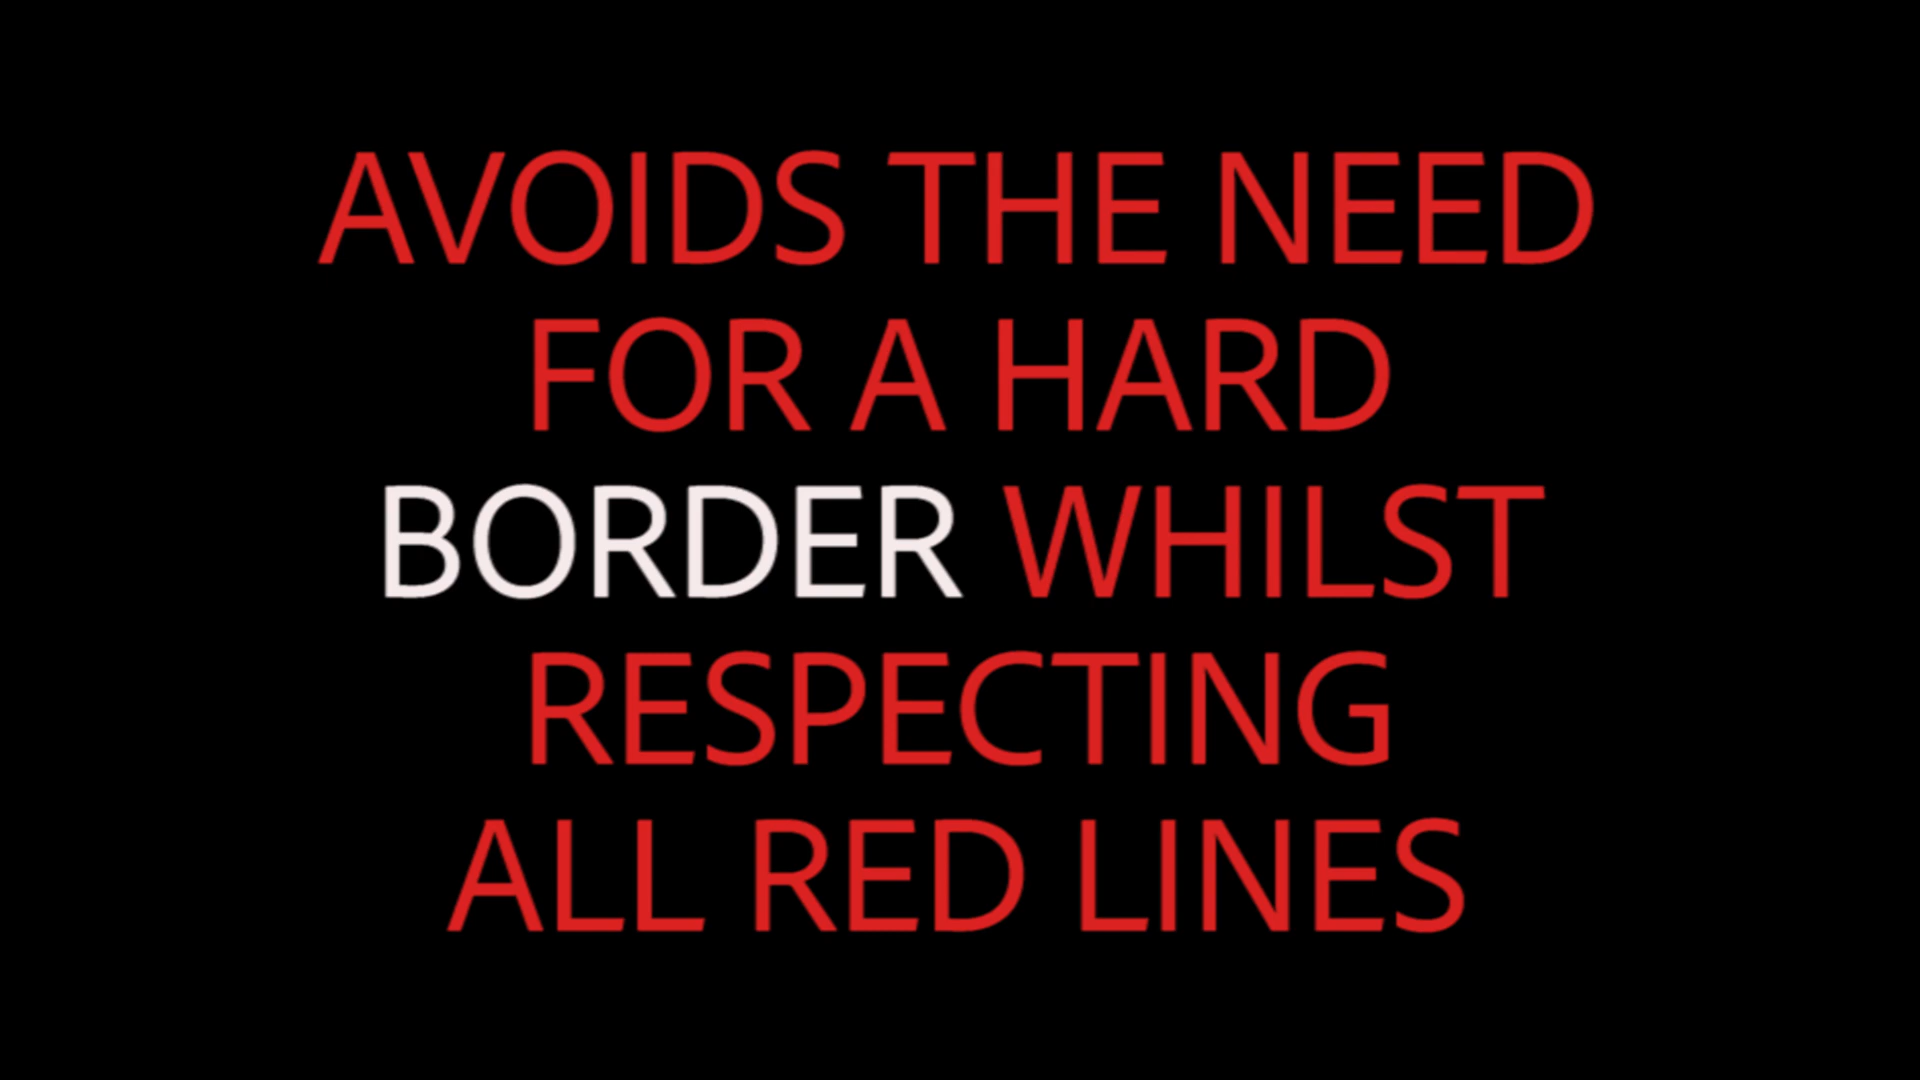 AVOIDS THE NEED
FOR A HARD
BORDER WHILST
RESPECTING
ALL RED LINES